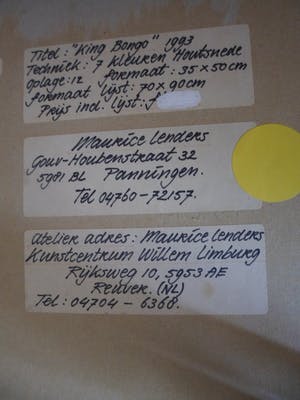 Titel: "King Bongo" 1993
Techniek: 7 kleuren Houtsnede
Oplage: 12 formaat: 35 x 50 cm
formaat lijst: 70 x 90 cm
Prijs ind. lijst: f
Maurice Lenders
Gouv-Houbenstraat 32
5981 BL Panningen.
Tel 04760-72157.
Atelier adres: Maurice Lenders
Kunstcentrum Willem Limburg
Rijksweg 10, 5953 AE
Reuver. (NL)
Tel: 04704-6368.